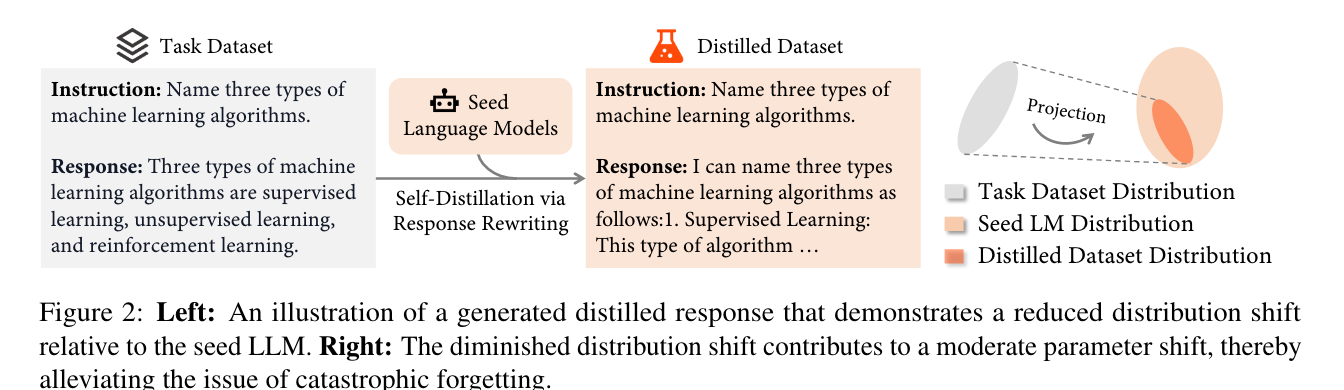 Task Dataset
Instruction: Name three types of
machine learning algorithms.
Response: Three types of machine
learning algorithms are supervised
learning, unsupervised learning,
and reinforcement learning.
Seed
Language Models
Self-Distillation via
Response Rewriting
Distilled Dataset
Instruction: Name three types of
machine learning algorithms.
Response: I can name three types
of machine learning algorithms as
follows:1. Supervised Learning:
This type of algorithm …
Projection
Task Dataset Distribution
Seed LM Distribution
Distilled Dataset Distribution
Figure 2: Left: An illustration of a generated distilled response that demonstrates a reduced distribution shift
relative to the seed LLM. Right: The diminished distribution shift contributes to a moderate parameter shift, thereby
alleviating the issue of catastrophic forgetting.